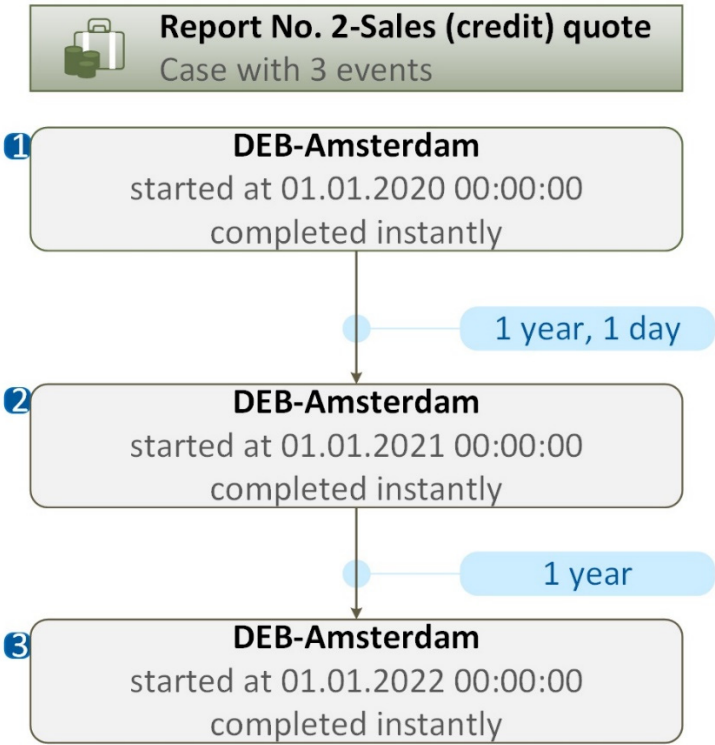 Report No. 2-Sales (credit) quote
Case with 3 events
1
DEB-Amsterdam
started at 01.01.2020 00:00:00
completed instantly
1 year, 1 day
2
DEB-Amsterdam
started at 01.01.2021 00:00:00
completed instantly
1 year
3
DEB-Amsterdam
started at 01.01.2022 00:00:00
completed instantly